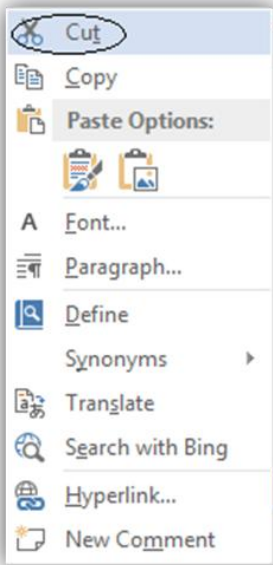 Cut
Copy
Paste Options:
Font...
Paragraph...
Define
Synonyms
Translate
Search with Bing
Hyperlink...
New Comment